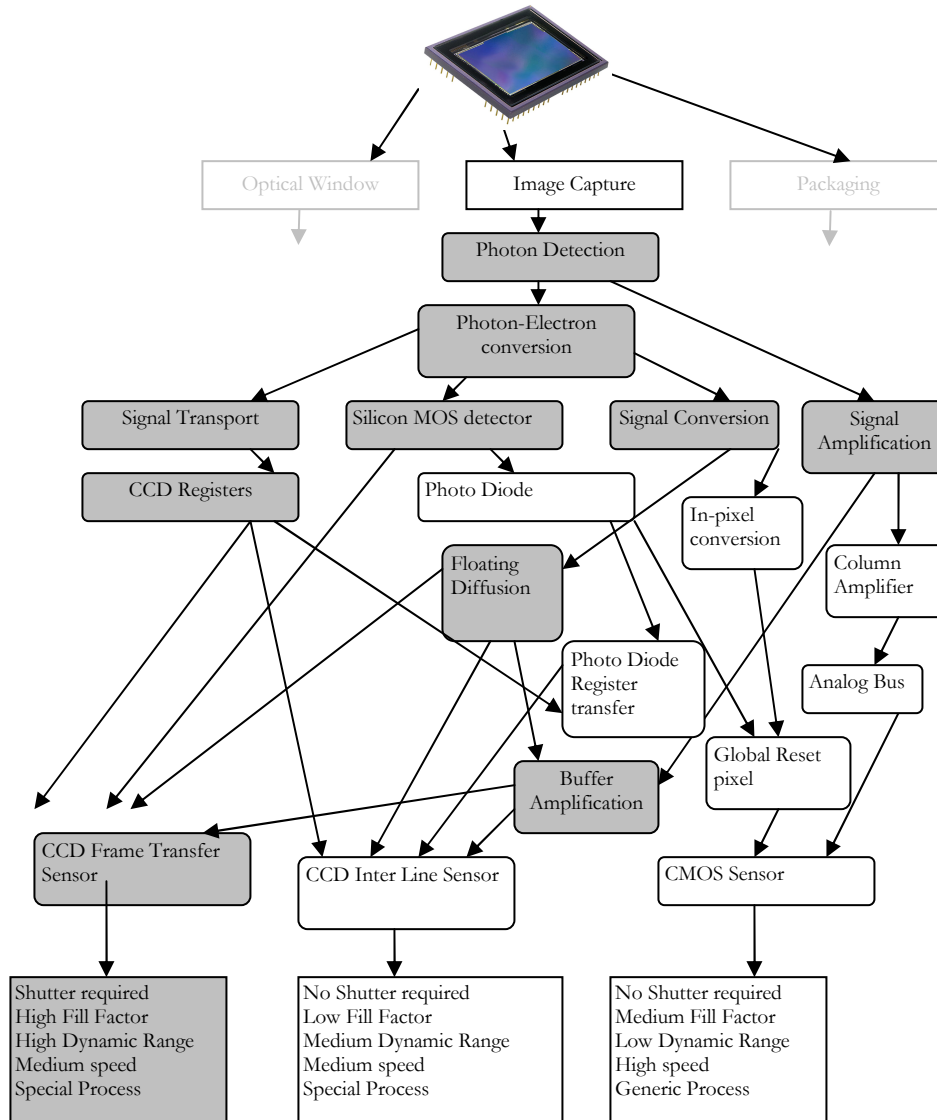 Optical Window
Image Capture
Packaging
Photon Detection
Photon-Electron
conversion
Signal Transport
Silicon MOS detector
Signal Conversion
Signal
Amplification
CCD Registers
Photo Diode
In-pixel
conversion
Floating
Diffusion
Column
Amplifier
Photo Diode
Register
transfer
Analog Bus
Global Reset
pixel
Buffer
Amplification
CCD Frame Transfer
Sensor
CCD Inter Line Sensor
CMOS Sensor
Shutter required
High Fill Factor
High Dynamic Range
Medium speed
Special Process
No Shutter required
Low Fill Factor
Medium Dynamic Range
Medium speed
Special Process
No Shutter required
Medium Fill Factor
Low Dynamic Range
High speed
Generic Process